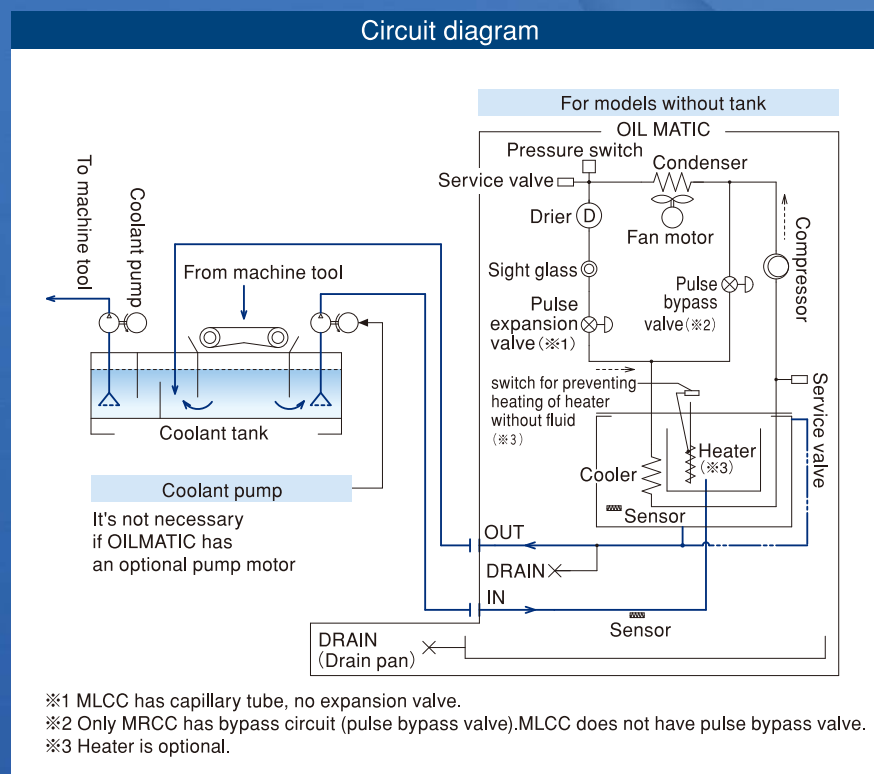 Circuit diagram
For models without tank
OIL MATIC
Pressure switch
Condenser
Service valve
Drier
D
Fan motor
Compressor
To machine tool
Coolant pump
From machine tool
Sight glass
Pulse
expansion
valve(※1)
Pulse
bypass
valve(※2)
switch for preventing
heating of heater
without fluid
(※3)
Service valve
Coolant tank
Heater
(※3)
Cooler
Sensor
Coolant pump
It's not necessary
if OILMATIC has
an optional pump motor
OUT
DRAIN
IN
Sensor
DRAIN
(Drain pan)
※1 MLCC has capillary tube, no expansion valve.
※2 Only MRCC has bypass circuit (pulse bypass valve).MLCC does not have pulse bypass valve.
※3 Heater is optional.